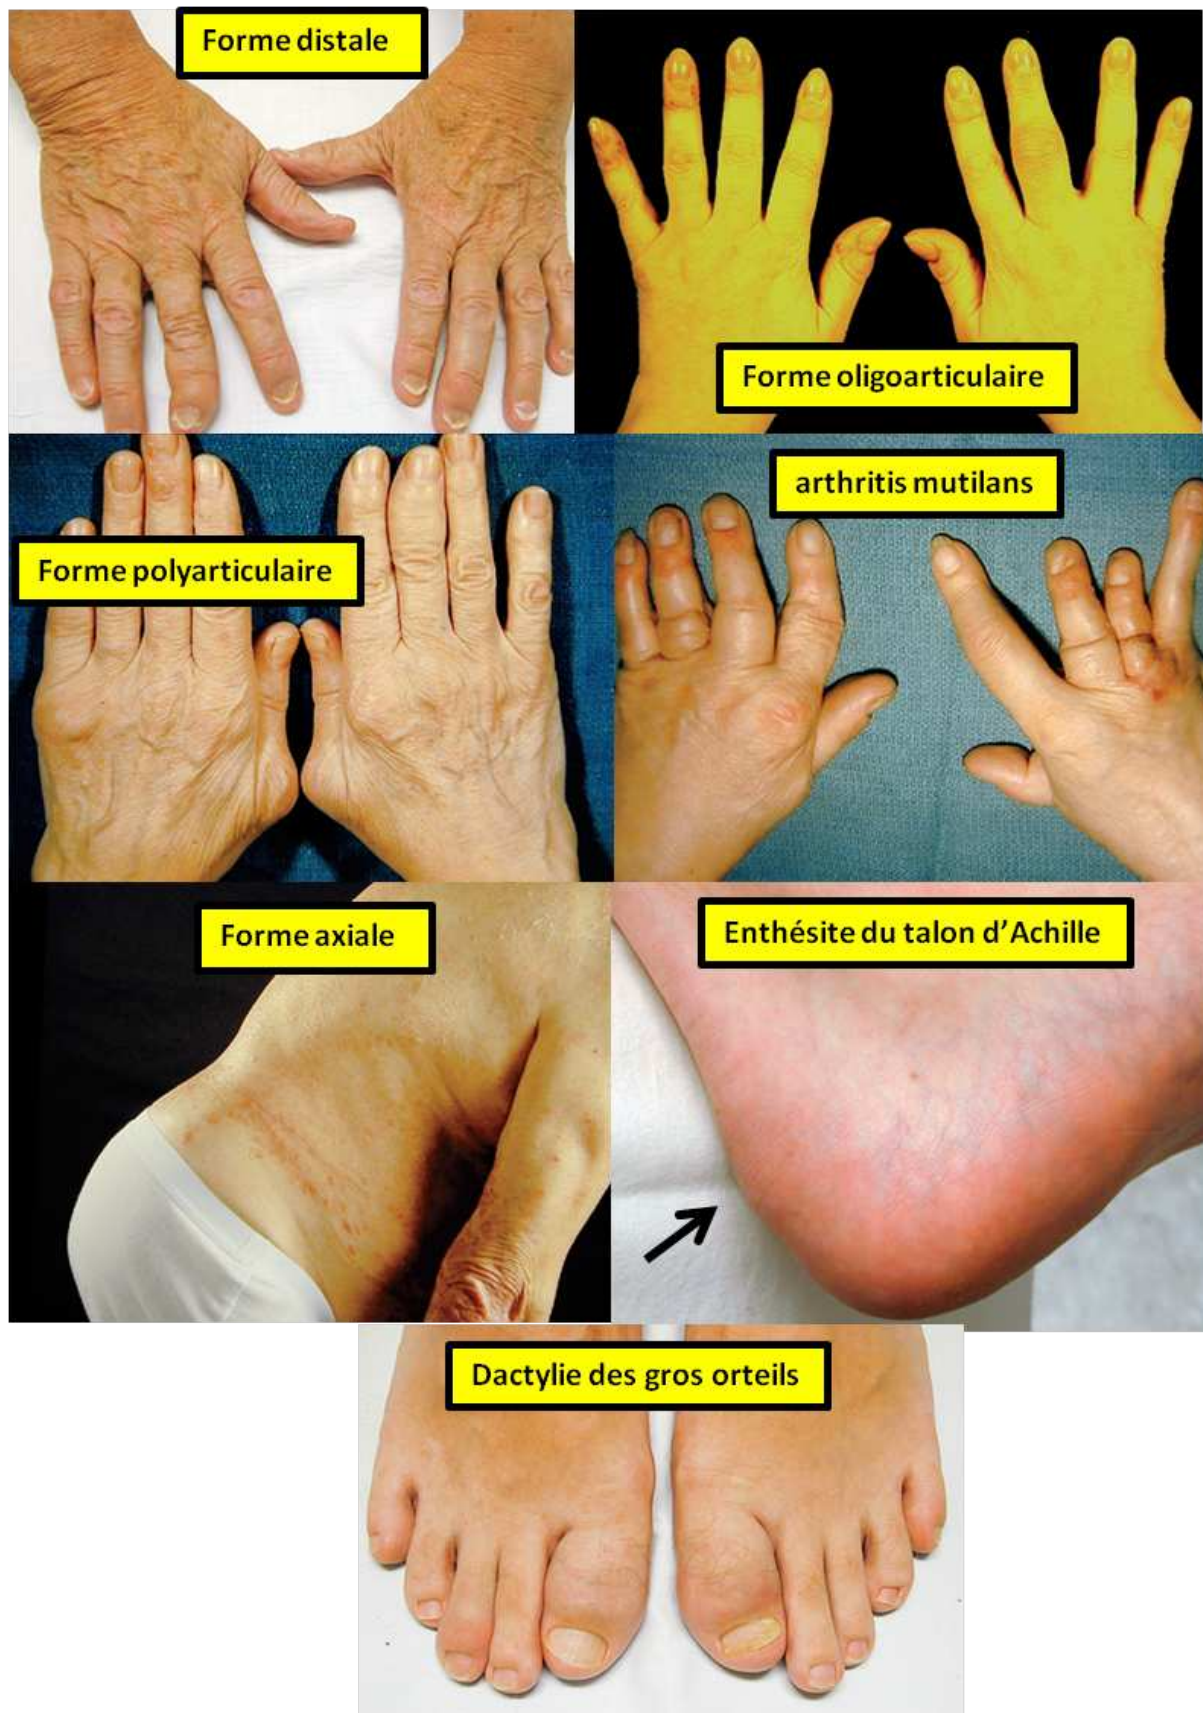 Forme distale
Forme oligoarticulaire
Forme polyarticulaire
arthritis mutilans
Forme axiale
Enthésite du talon d'Achille
Dactylie des gros orteils